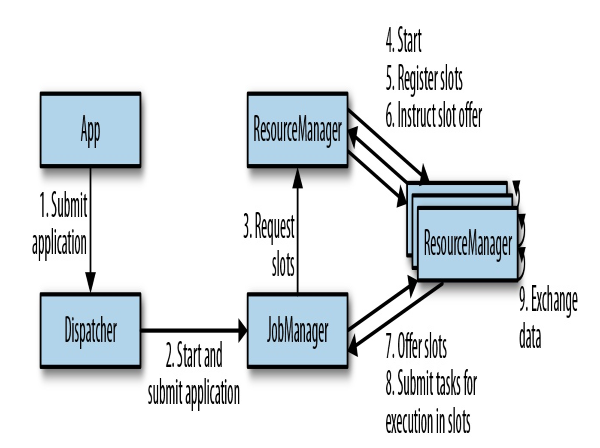 4. Start
5. Register slots
6. Instruct slot offer
App
ResourceManager
1. Submit
application
3. Request
slots
ResourceManager
9. Exchange
data
Dispatcher
2. Start and
submit application
JobManager
7. Offer slots
8. Submit tasks for
execution in slots